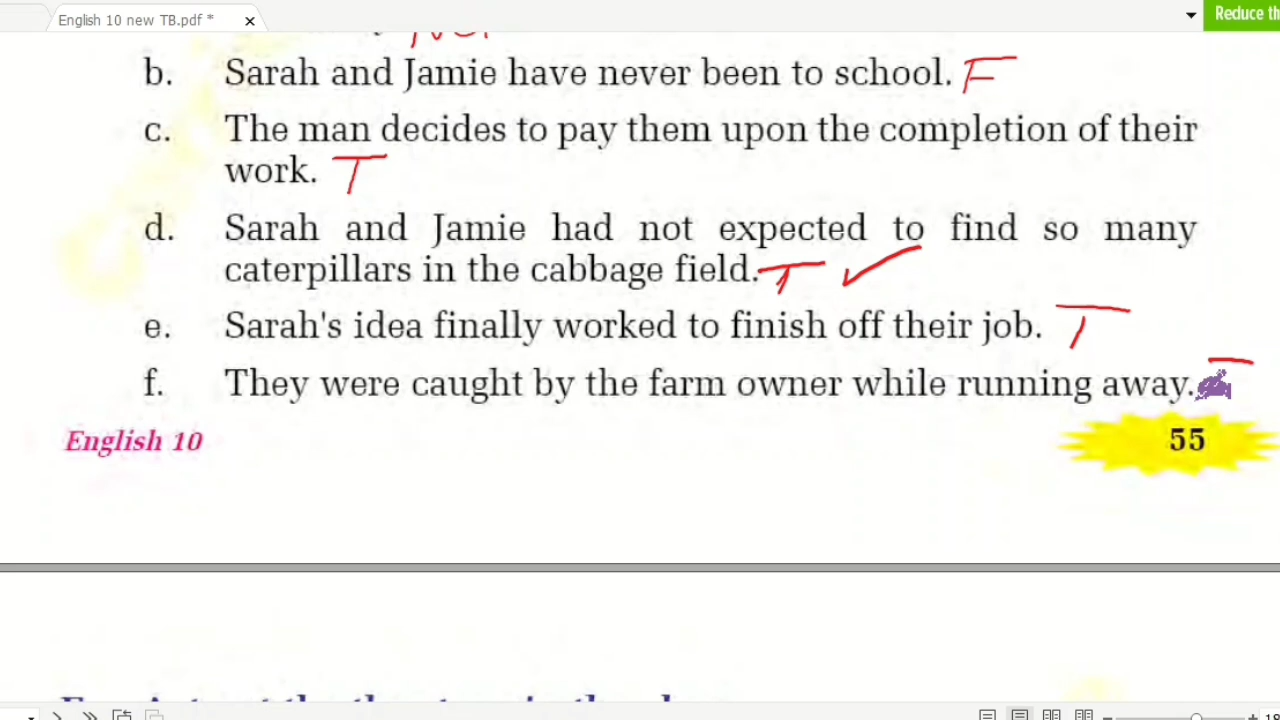 English 10 new TB.pdf *
Reduce th
b. Sarah and Jamie have never been to school. F
c. The man decides to pay them upon the completion of their
work. T
d. Sarah and Jamie had not expected to find so many
caterpillars in the cabbage field. T
e. Sarah's idea finally worked to finish off their job. T
f. They were caught by the farm owner while running away.
English 10
55